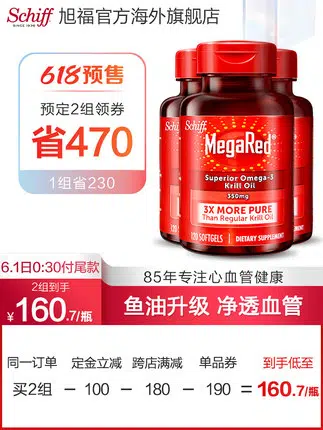 Schiff 旭福官方海外旗舰店
SINCE 1936
618预售
预定2组领券
省470
1组省230
Schiff
MegaRed
Superior Omega-3
Krill Oil
350mg
3X MORE PURE
Than Regular Krill Oil
120 SOFTGELS DIETARY SUPPLEMENT
6.1日0:30付尾款
2组到手
¥160.7/瓶
85年专注心血管健康
鱼油升级 净透血管
同一订单 定金立减 跨店满减 单品券 到手低至
买2组 - 100 - 180 - 190 = 160.7/瓶